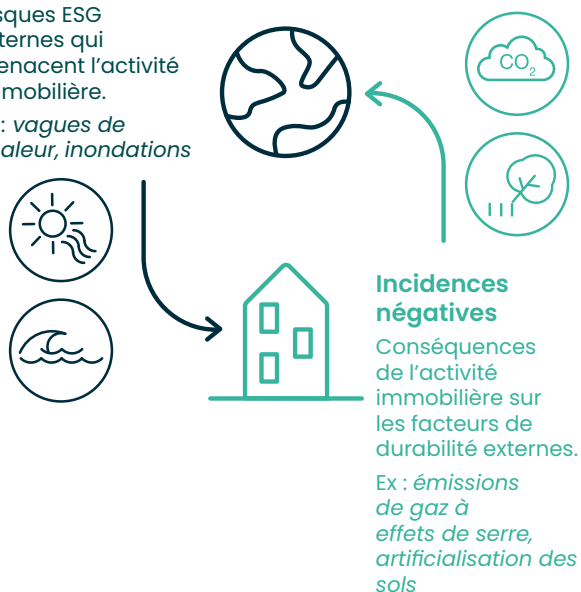 sques ESG
ternes qui
enacent l’activité
mobilière.
: vagues de
aleur, inondations
CO2
Incidences
négatives
Conséquences
de l’activité
immobilière sur
les facteurs de
durabilité externes.
Ex : émissions
de gaz à
effets de serre,
artificialisation des
sols